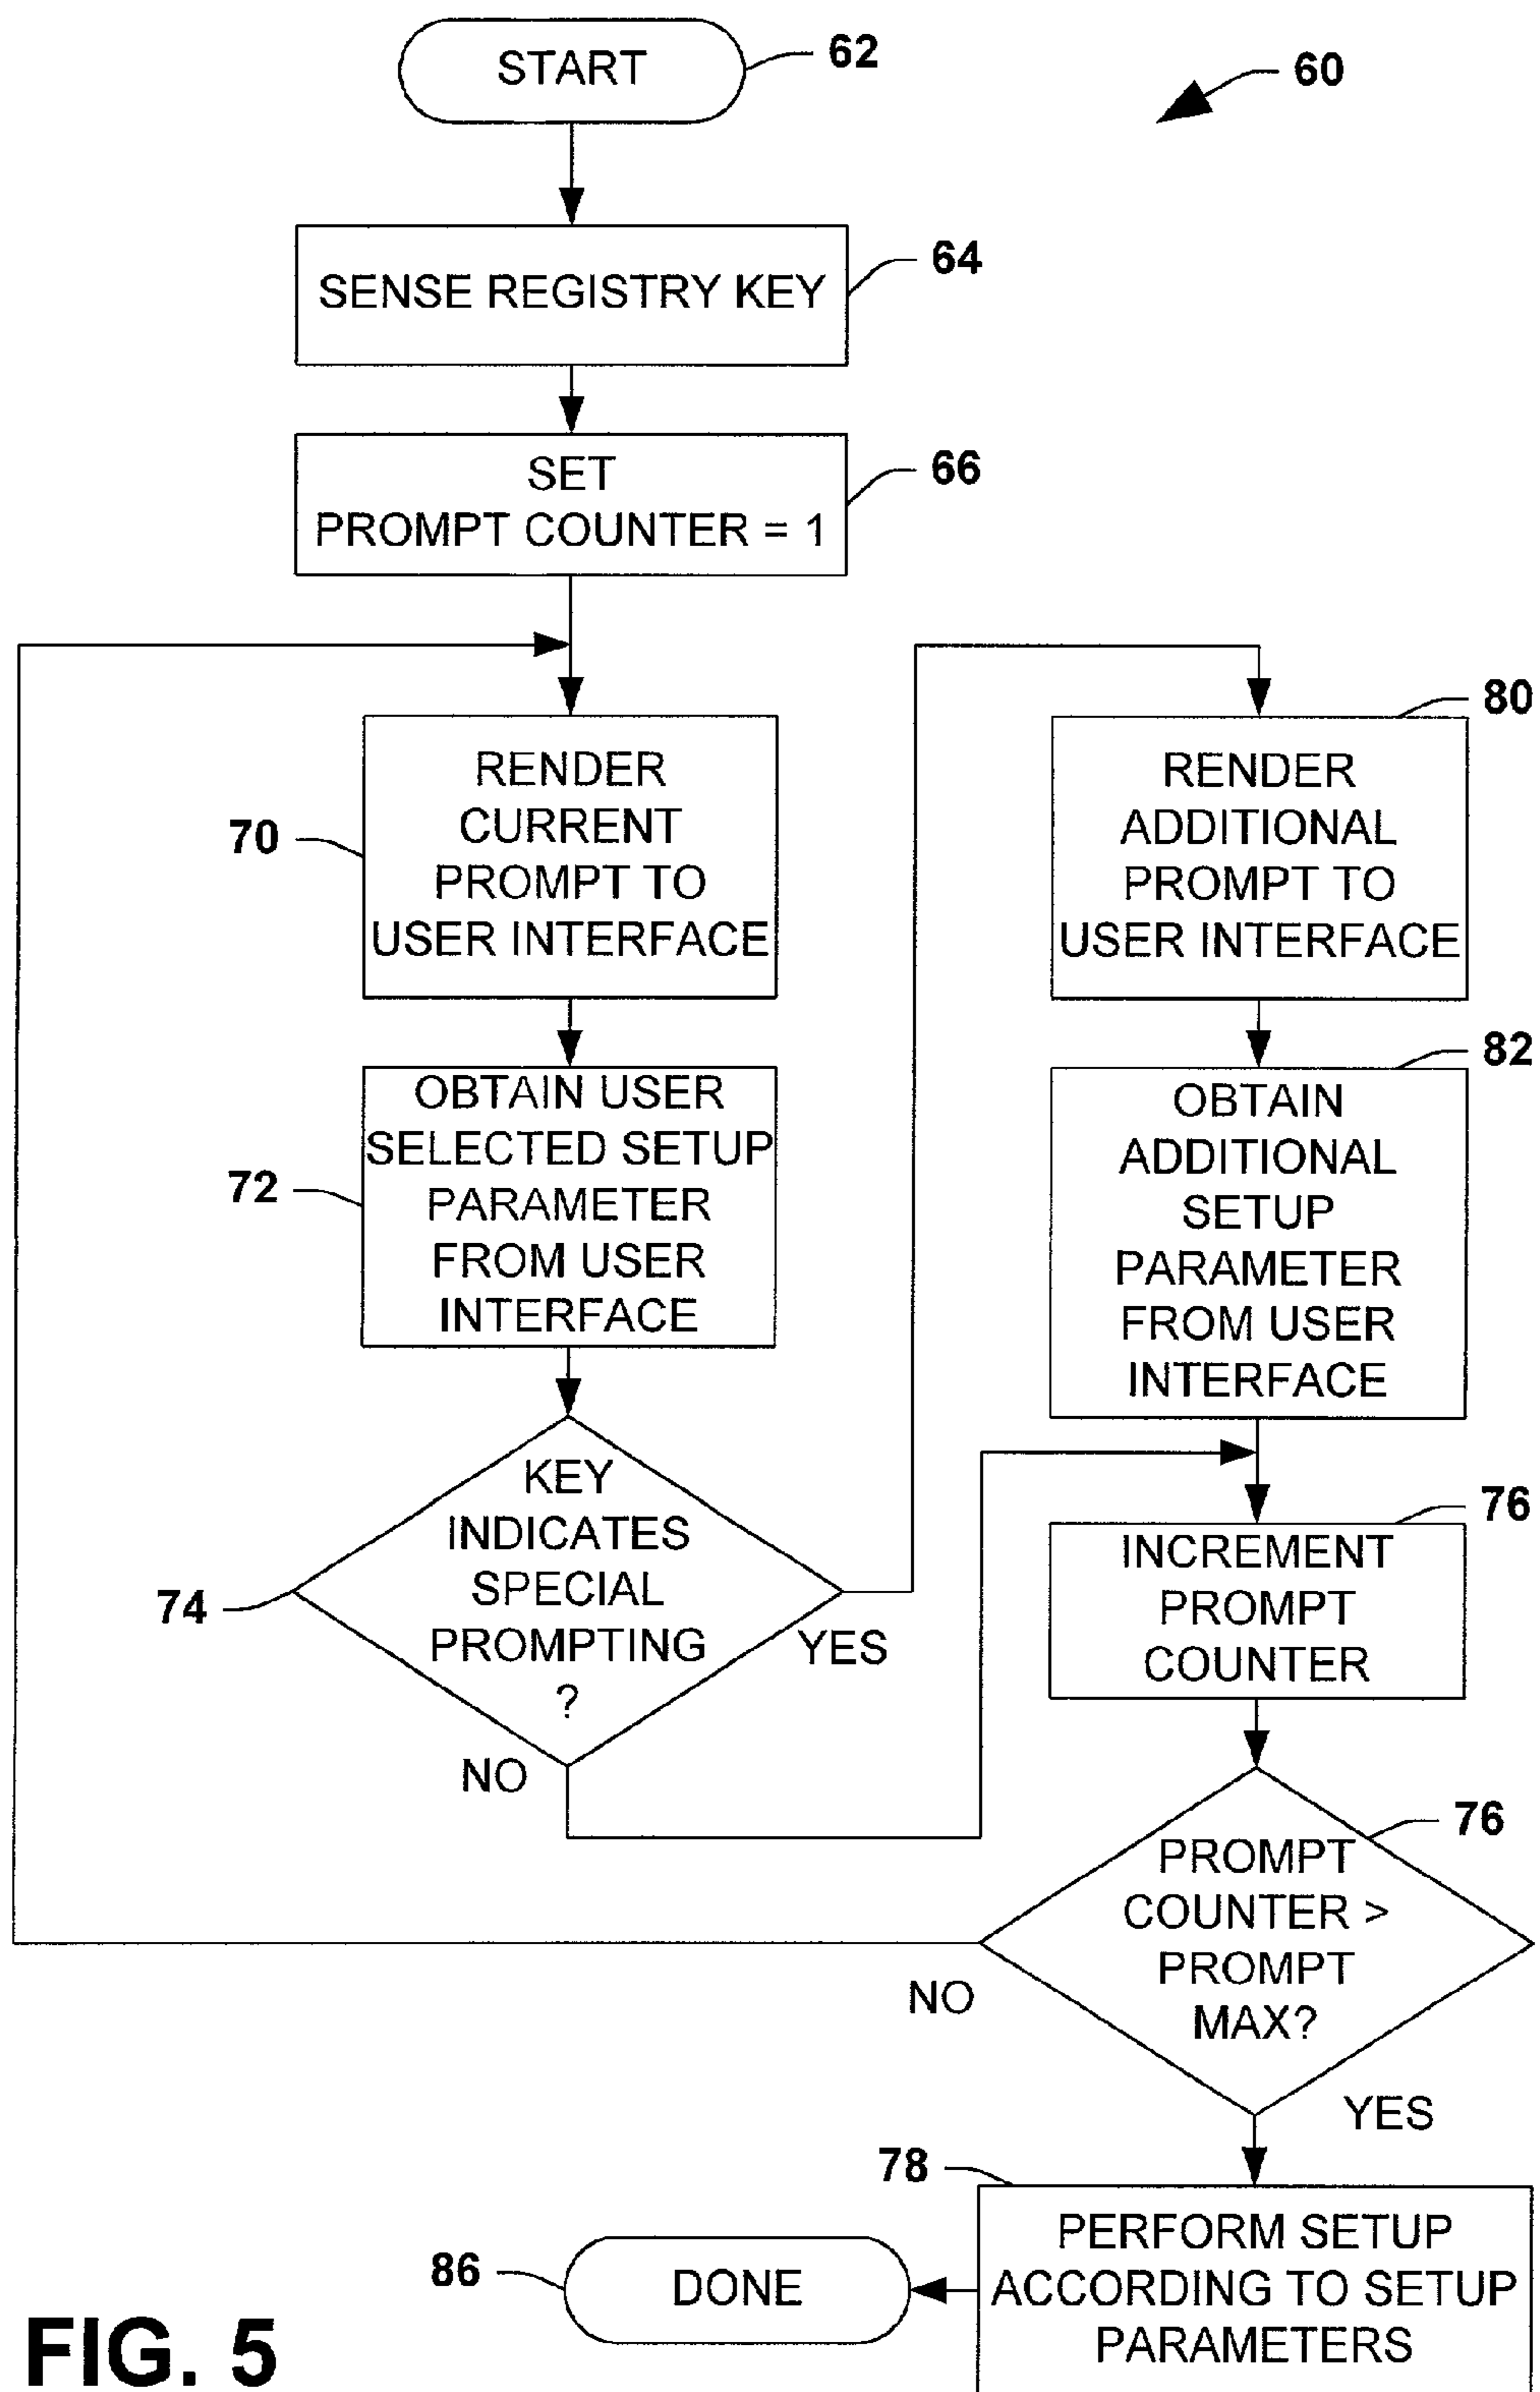 START
62
60
SENSE REGISTRY KEY
64
SET
PROMPT COUNTER = 1
66
RENDER
CURRENT
PROMPT TO
USER INTERFACE
70
OBTAIN USER
SELECTED SETUP
PARAMETER
FROM USER
INTERFACE
72
KEY
INDICATES
SPECIAL
PROMPTING
?
74
YES
NO
RENDER
ADDITIONAL
PROMPT TO
USER INTERFACE
80
OBTAIN
ADDITIONAL
SETUP
PARAMETER
FROM USER
INTERFACE
82
INCREMENT
PROMPT
COUNTER
76
PROMPT
COUNTER >
PROMPT
MAX?
76
NO
YES
78
PERFORM SETUP
ACCORDING TO SETUP
PARAMETERS
86
DONE
FIG. 5